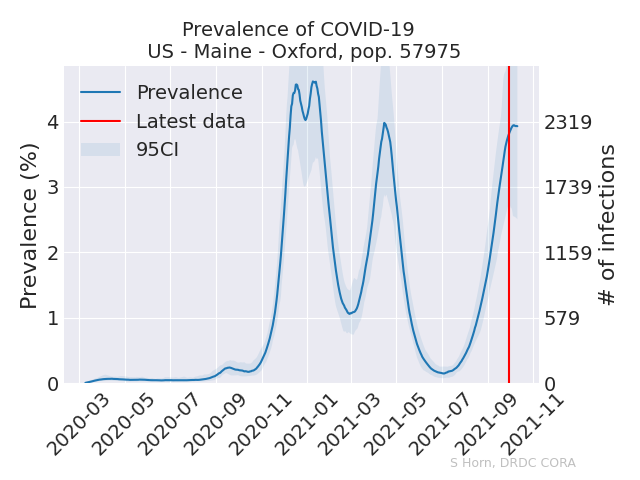 Prevalence of COVID-19
US - Maine - Oxford, pop. 57975
Prevalence
Latest data
95CI
Prevalence (%)
4
3
2
1
0
2319
1739
1159
579
0
# of infections
2020-03
2020-05
2020-07
2020-09
2020-11
2021-01
2021-03
2021-05
2021-07
2021-09
2021-11
S Horn, DRDC CORA